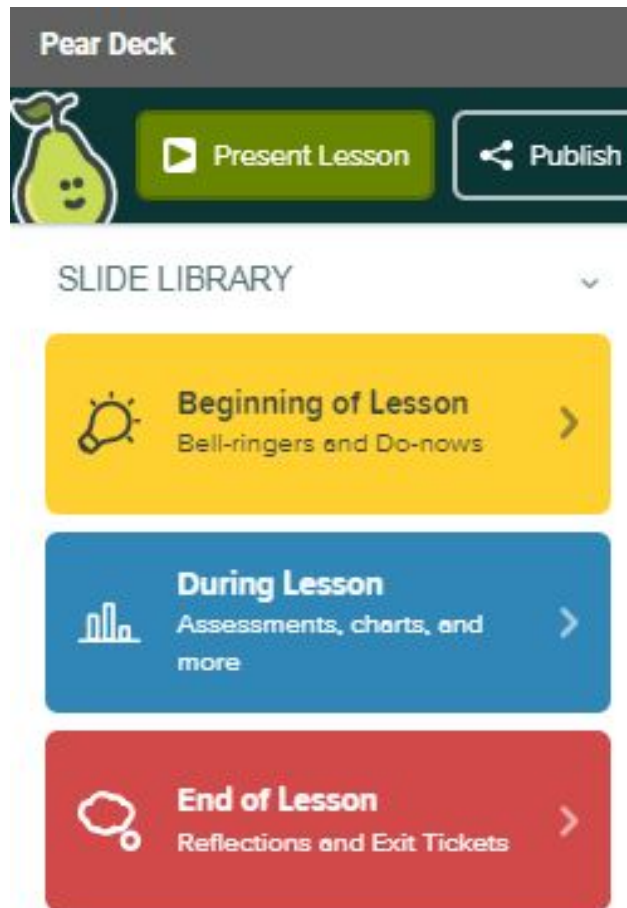 Pear Deck
Present Lesson
Publish
SLIDE LIBRARY
Beginning of Lesson
Bell-ringers and Do-nows
During Lesson
Assessments, charts, and
more
End of Lesson
Reflections and Exit Tickets